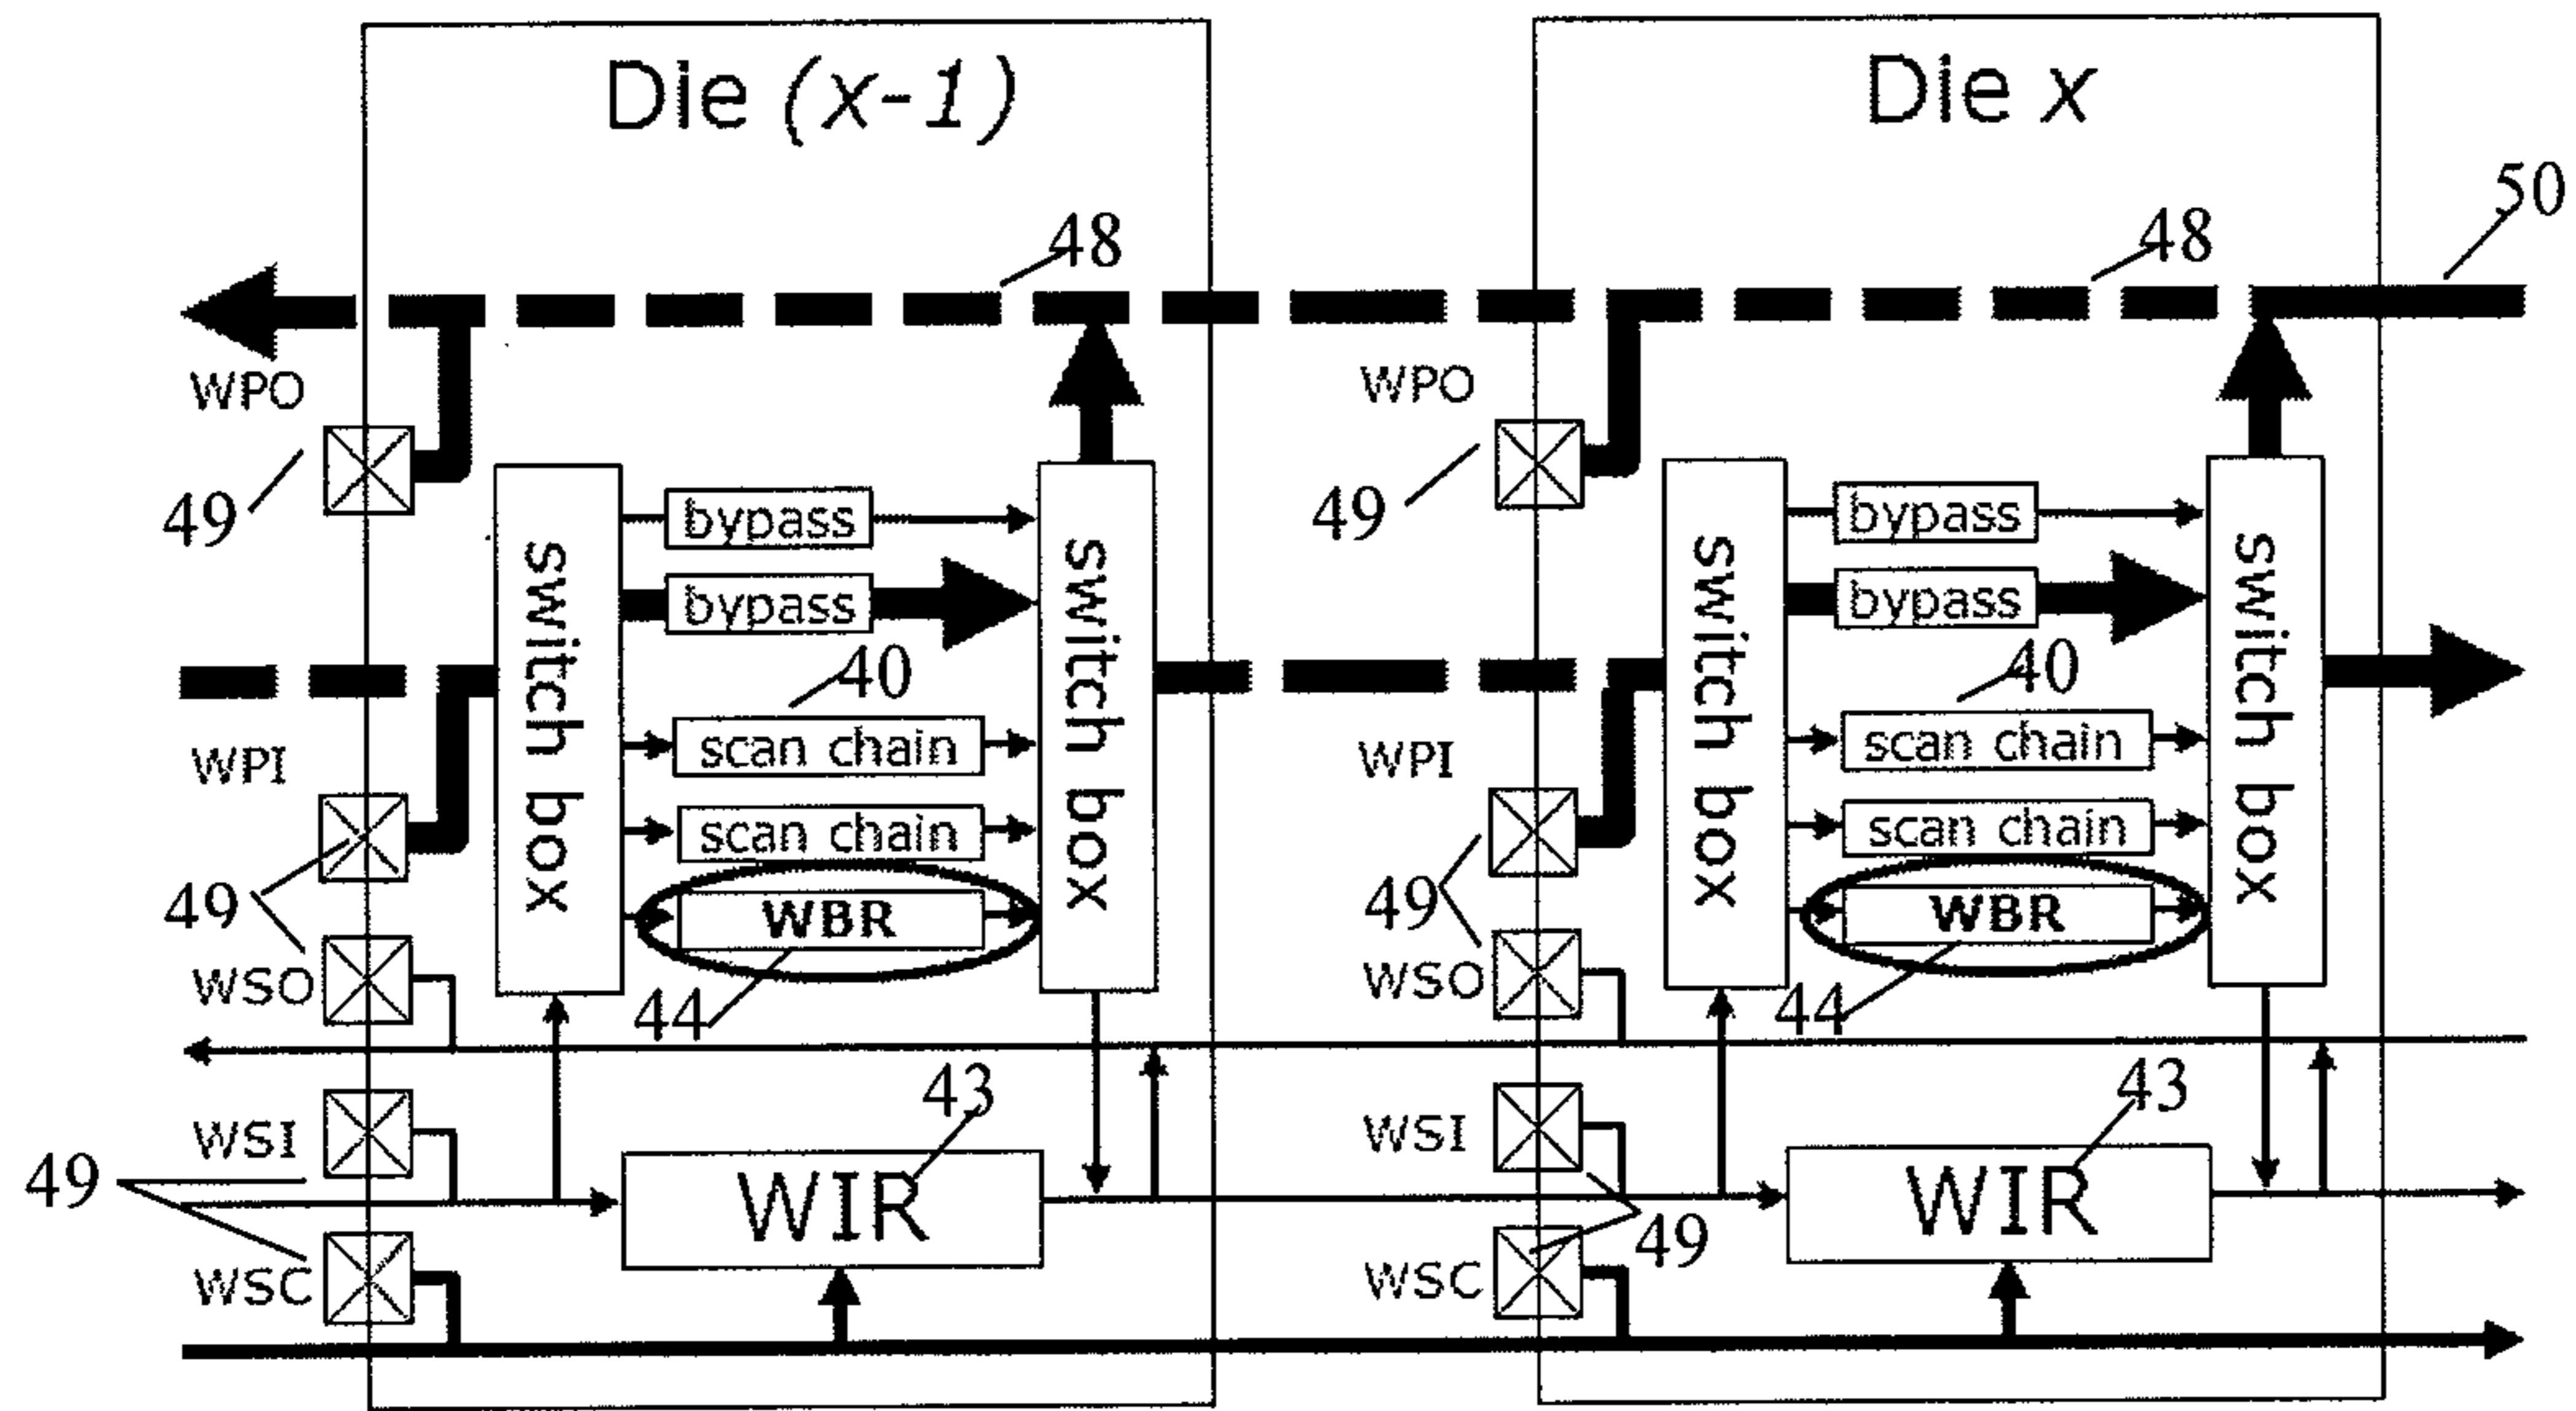 Die (x-1)
Die x
50
48
48
WPO
WPO
49
49
bypass
bypass
bypass
bypass
switch box
switch box
switch box
switch box
40
40
WPI
WPI
scan chain
scan chain
scan chain
scan chain
49
49
WBR
WBR
WSO
WSO
44
44
43
43
WSI
WSI
49
WIR
WIR
49
WSC
WSC